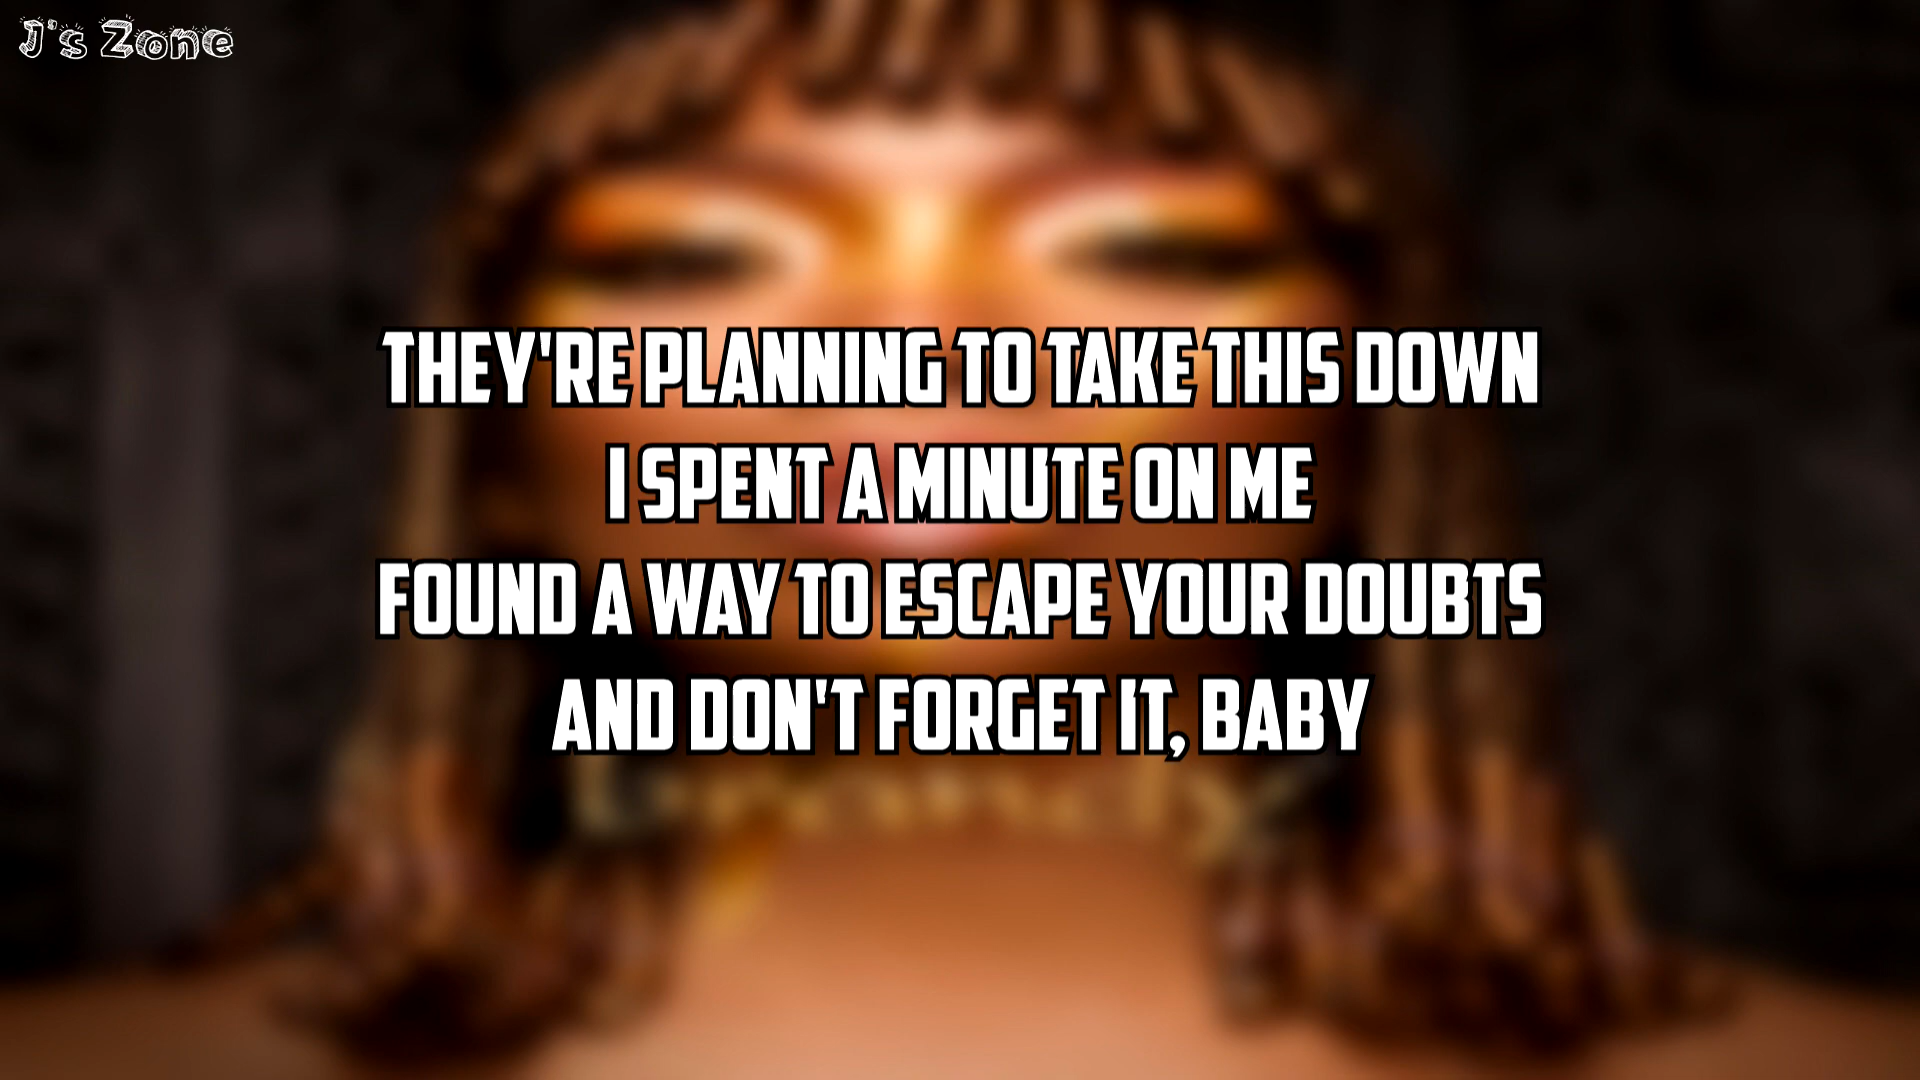 J's Zone
THEY'RE PLANNING TO TAKE THIS DOWN
I SPENT A MINUTE ON ME
FOUND A WAY TO ESCAPE YOUR DOUBTS
AND DON'T FORGET IT, BABY